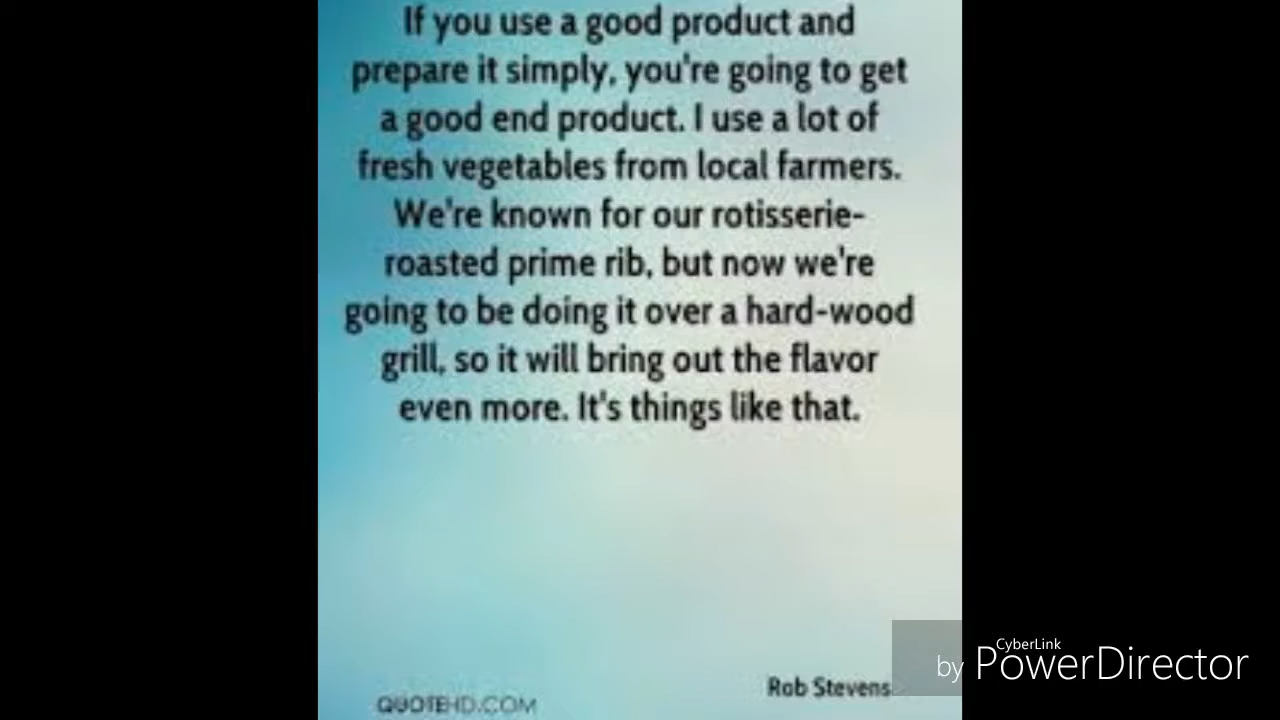 If you use a good product and
prepare it simply, you're going to get
a good end product. I use a lot of
fresh vegetables from local farmers.
We're known for our rotisserie-
roasted prime rib, but now we're
going to be doing it over a hard-wood
grill, so it will bring out the flavor
even more. It's things like that.
Rob Stevens
QUOTEHD.COM
CyberLink
by PowerDirector